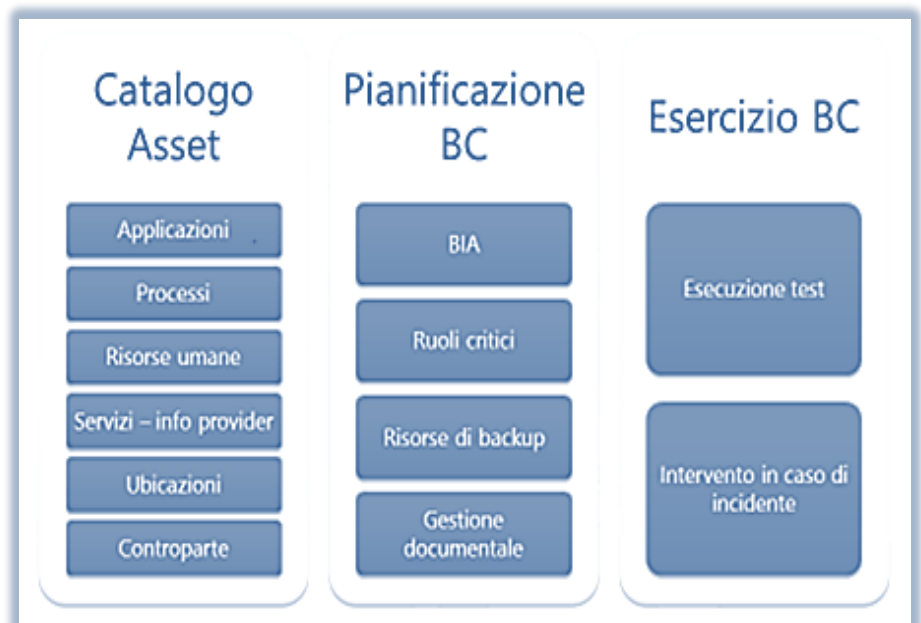 Catalogo
Asset
Applicazioni
Processi
Risorse umane
Servizi – info provider
Ubicazioni
Controparte
Pianificazione
BC
BIA
Ruoli critici
Risorse di backup
Gestione
documentale
Esercizio BC
Esecuzione test
Intervento in caso di
incidente